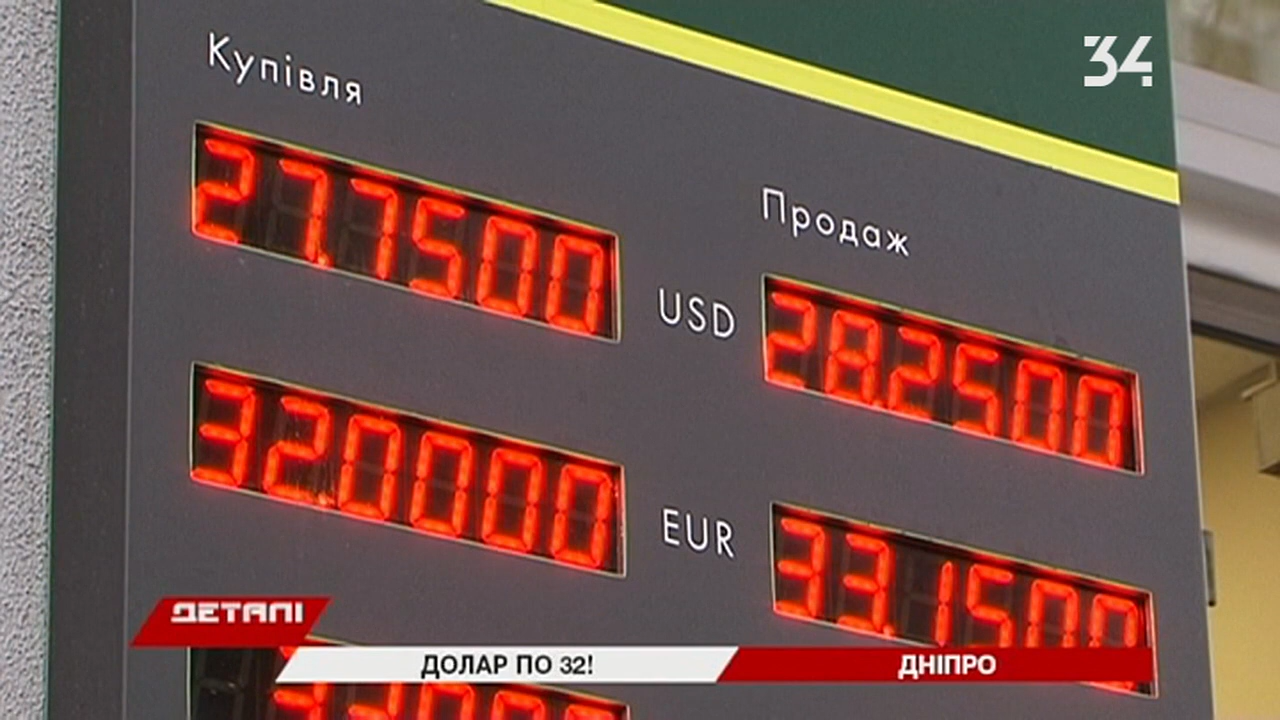 34
Купівля
Продаж
27.7500 USD 28.2500
32.0000 EUR 33.1500
ДЕТАЛІ
ДОЛАР ПО 32!
ДНІПРО